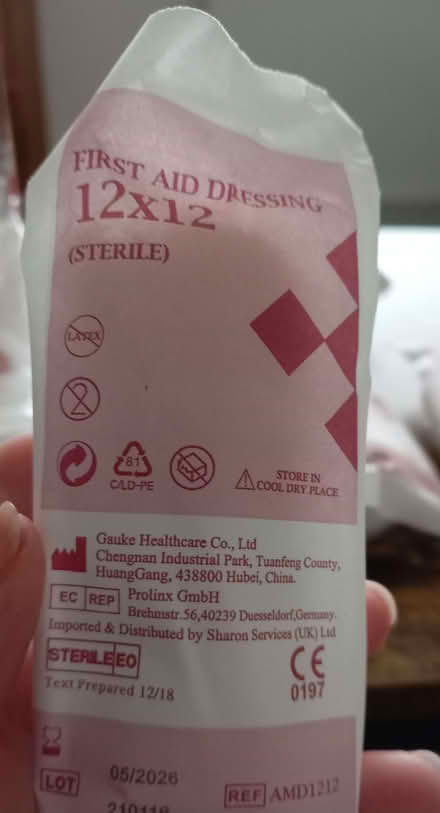 FIRST AID DRESSING
12x12
(STERILE)
LATEX
2
81
C/LD-PE
STORE IN
COOL DRY PLACE
Gauke Healthcare Co., Ltd
Chengnan Industrial Park, Tuanfeng County,
HuangGang, 438800 Hubei, China.
EC REP
Prolinx GmbH
Brehmstr.56,40239 Duesseldorf,Germany.
Imported & Distributed by Sharon Services (UK) Ltd
STERILE EO
CE
0197
Text Prepared 12/18
05/2026
LOT
210116
REF AMD1212